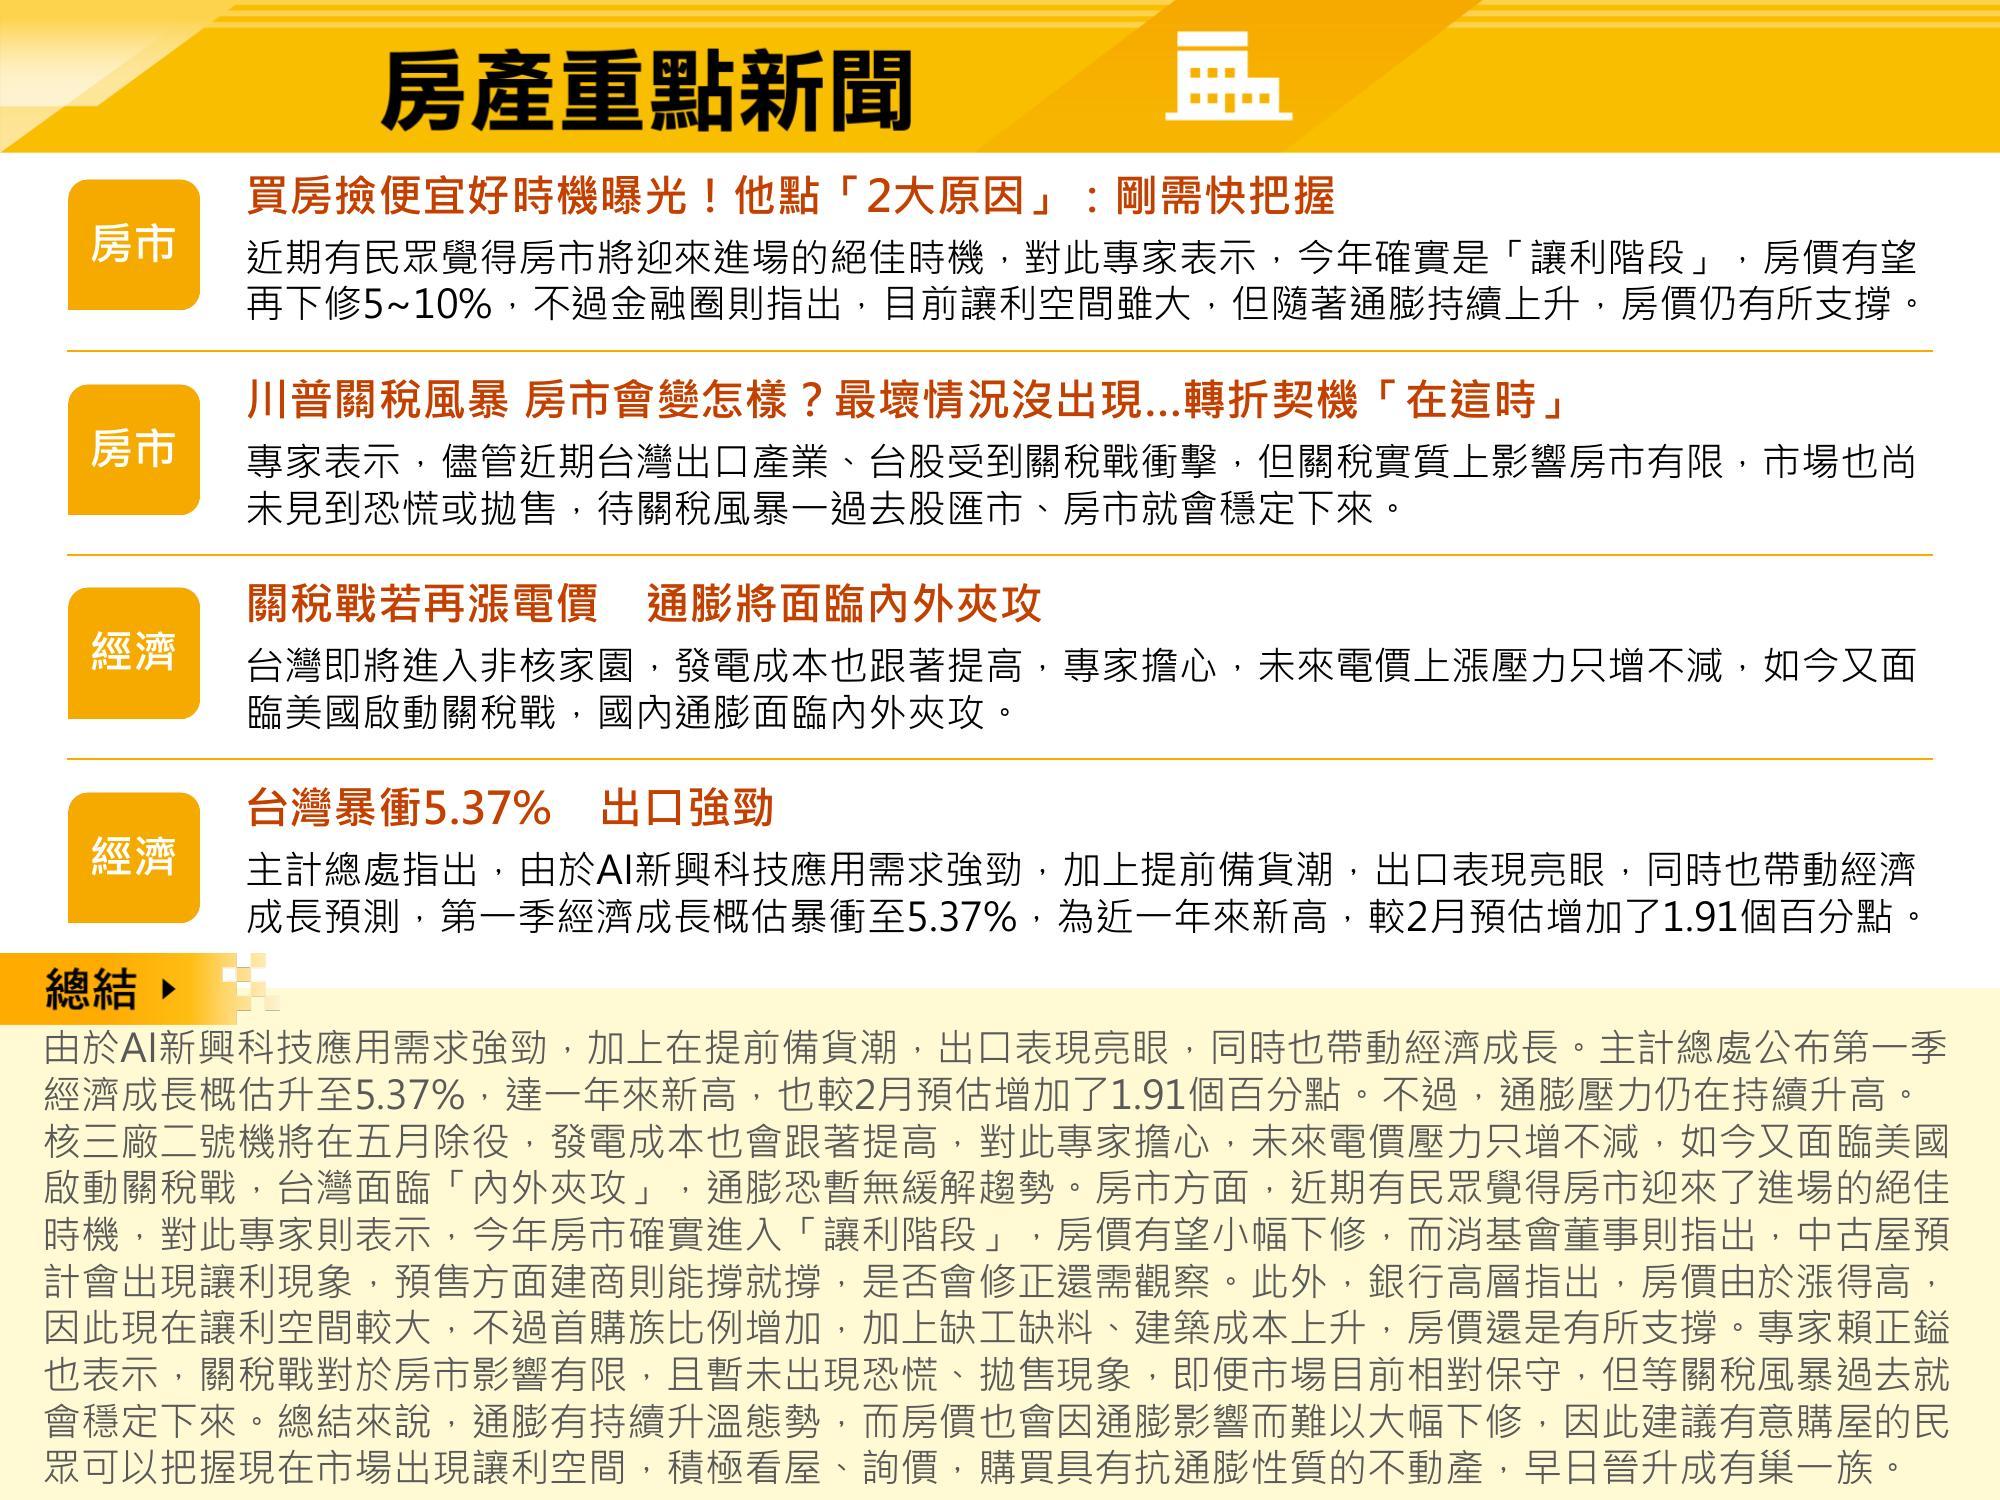 房產重點新聞
房市
買房撿便宜好時機曝光！他點「2大原因」：剛需快把握
近期有民眾覺得房市將迎來進場的絕佳時機，對此專家表示，今年確實是「讓利階段」，房價有望
再下修5~10%，不過金融圈則指出，目前讓利空間雖大，但隨著通膨持續上升，房價仍有所支撐。
房市
川普關稅風暴 房市會變怎樣？最壞情況沒出現...轉折契機「在這時」
專家表示，儘管近期台灣出口產業、台股受到關稅戰衝擊，但關稅實質上影響房市有限，市場也尚
未見到恐慌或拋售，待關稅風暴一過去股匯市、房市就會穩定下來。
經濟
關稅戰若再漲電價　通膨將面臨內外夾攻
台灣即將進入非核家園，發電成本也跟著提高，專家擔心，未來電價上漲壓力只增不減，如今又面
臨美國啟動關稅戰，國內通膨面臨內外夾攻。
經濟
台灣暴衝5.37%　出口強勁
主計總處指出，由於AI新興科技應用需求強勁，加上提前備貨潮，出口表現亮眼，同時也帶動經濟
成長預測，第一季經濟成長概估暴衝至5.37%，為近一年來新高，較2月預估增加了1.91個百分點。
總結
由於AI新興科技應用需求強勁，加上在提前備貨潮，出口表現亮眼，同時也帶動經濟成長。主計總處公布第一季
經濟成長概估升至5.37%，達一年來新高，也較2月預估增加了1.91個百分點。不過，通膨壓力仍在持續升高。
核三廠二號機將在五月除役，發電成本也會跟著提高，對此專家擔心，未來電價壓力只增不減，如今又面臨美國
啟動關稅戰，台灣面臨「內外夾攻」，通膨恐暫無緩解趨勢。房市方面，近期有民眾覺得房市迎來了進場的絕佳
時機，對此專家則表示，今年房市確實進入「讓利階段」，房價有望小幅下修，而消基會董事則指出，中古屋預
計會出現讓利現象，預售方面建商則能撐就撐，是否會修正還需觀察。此外，銀行高層指出，房價由於漲得高，
因此現在讓利空間較大，不過首購族比例增加，加上缺工缺料、建築成本上升，房價還是有所支撐。專家賴正鎰
也表示，關稅戰對於房市影響有限，且暫未出現恐慌、拋售現象，即便市場目前相對保守，但等關稅風暴過去就
會穩定下來。總結來說，通膨有持續升溫態勢，而房價也會因通膨影響而難以大幅下修，因此建議有意購屋的民
眾可以把握現在市場出現讓利空間，積極看屋、詢價，購買具有抗通膨性質的不動產，早日晉升成有巢一族。